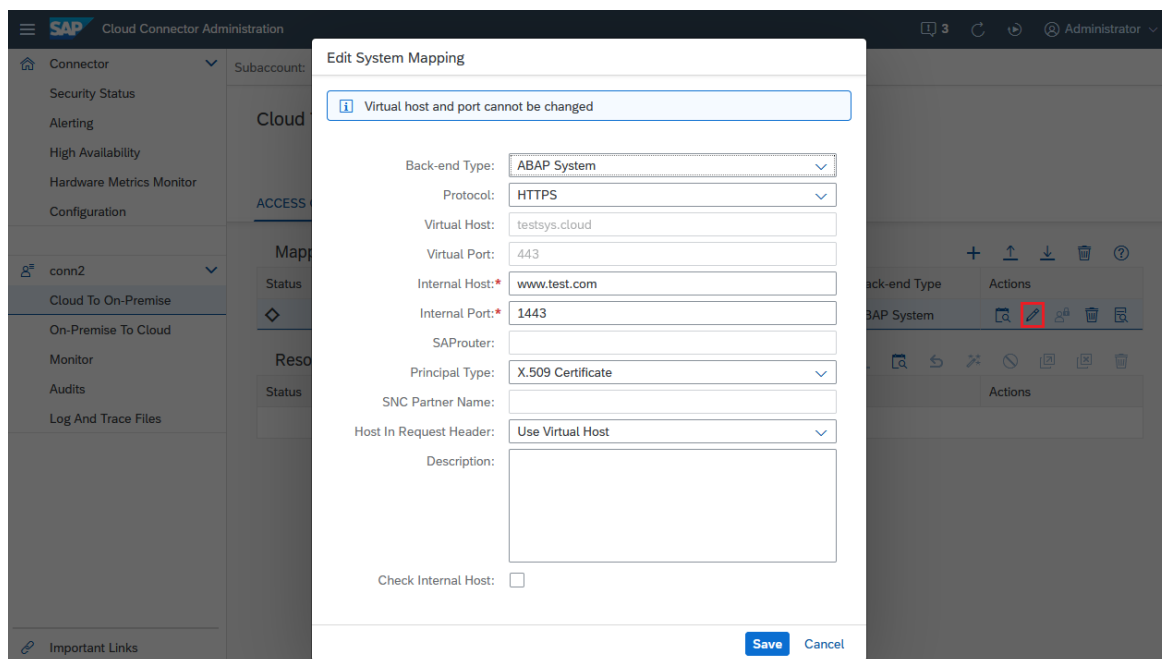 SAP Cloud Connector Administration 3 Administrator
Connector
Security Status
Alerting
High Availability
Hardware Metrics Monitor
Configuration
conn2
Cloud To On-Premise
On-Premise To Cloud
Monitor
Audits
Log And Trace Files
Important Links
Subaccount:
Cloud
ACCESS
Status
Status
ack-end Type Actions
BAP System
Actions
Edit System Mapping
Virtual host and port cannot be changed
Back-end Type: ABAP System
Protocol: HTTPS
Virtual Host: testsys.cloud
Virtual Port: 443
Internal Host:* www.test.com
Internal Port:* 1443
SAProuter:
Principal Type: X.509 Certificate
SNC Partner Name:
Host In Request Header: Use Virtual Host
Description:
Check Internal Host:
Save Cancel